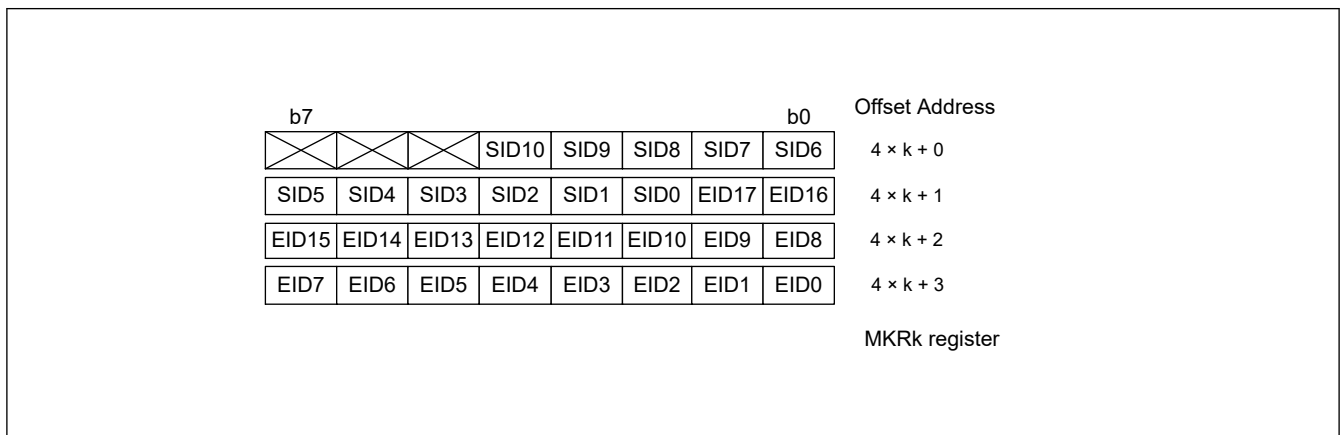 b7 b0 Offset Address
SID10 SID9 SID8 SID7 SID6 4 × k + 0
SID5 SID4 SID3 SID2 SID1 SID0 EID17 EID16 4 × k + 1
EID15 EID14 EID13 EID12 EID11 EID10 EID9 EID8 4 × k + 2
EID7 EID6 EID5 EID4 EID3 EID2 EID1 EID0 4 × k + 3
MKRk register